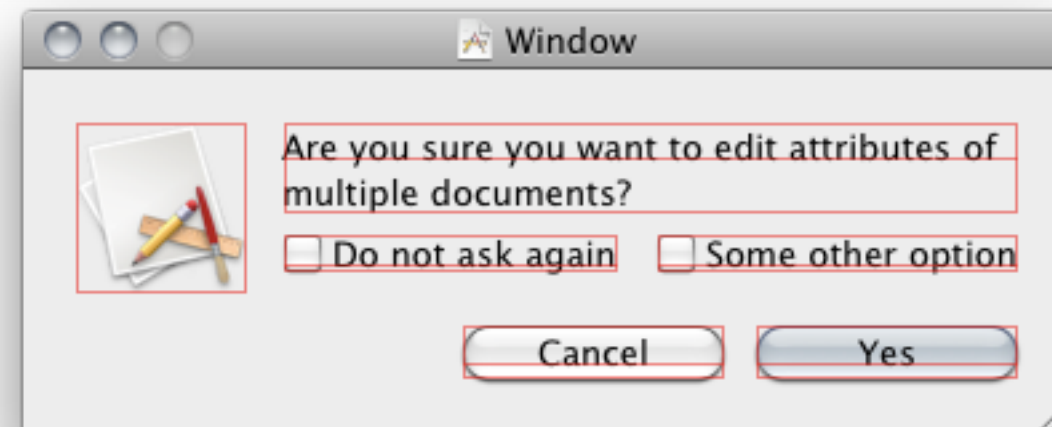 Window
Are you sure you want to edit attributes of
multiple documents?
Do not ask again Some other option
Cancel Yes